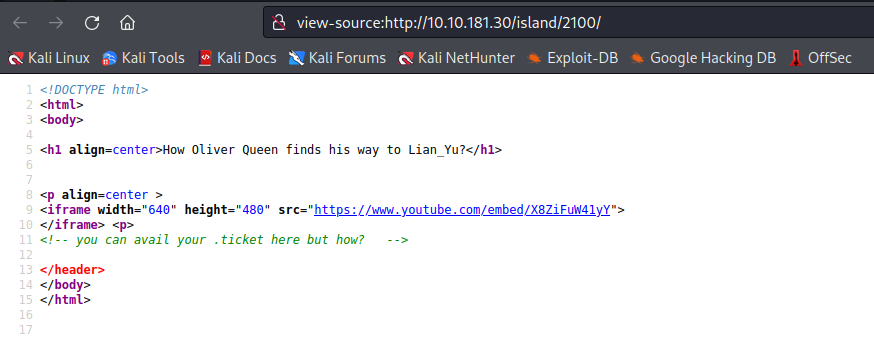 view-source:http://10.10.181.30/island/2100/
Kali Linux Kali Tools Kali Docs Kali Forums Kali NetHunter Exploit-DB Google Hacking DB OffSec
1 <!DOCTYPE html>
2 <html>
3 <body>
4
5 <h1 align=center>How Oliver Queen finds his way to Lian_Yu?</h1>
6
7
8 <p align=center >
9 <iframe width="640" height="480" src="https://www.youtube.com/embed/X8ZiFuW41yY">
10 </iframe> <p>
11 <!-- you can avail your .ticket here but how?   -->
12
13 </header>
14 </body>
15 </html>
16
17